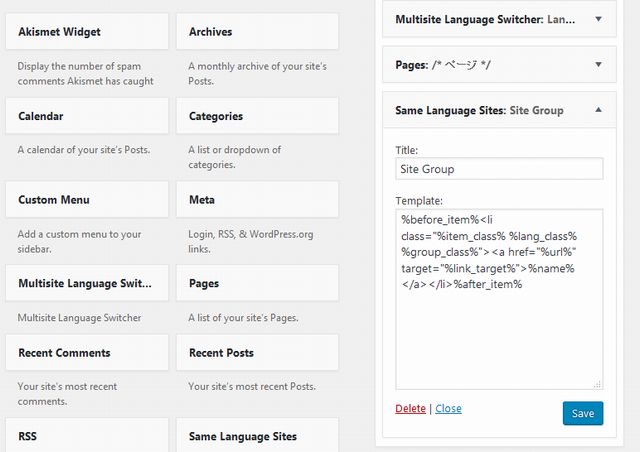 Akismet Widget
Display the number of spam
comments Akismet has caught
Archives
A monthly archive of your site's
Posts.
Calendar
A calendar of your site's Posts.
Categories
A list or dropdown of
categories.
Custom Menu
Add a custom menu to your
sidebar.
Meta
Login, RSS, & WordPress.org
links.
Multisite Language Swit...
Multisite Language Switcher
Pages
A list of your site's Pages.
Recent Comments
Your site's most recent
comments.
Recent Posts
Your site's most recent Posts.
RSS
Same Language Sites
Multisite Language Switcher: Lan...
Pages: /* ページ */
Same Language Sites: Site Group
Title:
Site Group
Template:
%before_item%<li
class="%item_class% %lang_class%
%group_class%"><a href="%url%"
target="%link_target%">%name%
</a></li>%after_item%
Delete | Close
Save